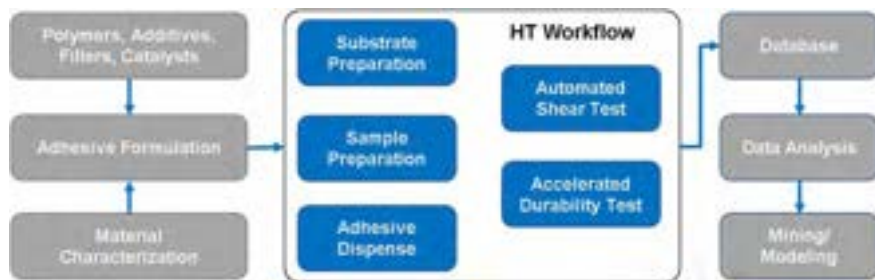 Polymers, Additives,
Fillers, Catalysts
Adhesive Formulation
Material
Characterization
HT Workflow
Substrate
Preparation
Sample
Preparation
Adhesive
Dispense
Automated
Shear Test
Accelerated
Durability Test
Database
Data Analysis
Mining/
Modeling